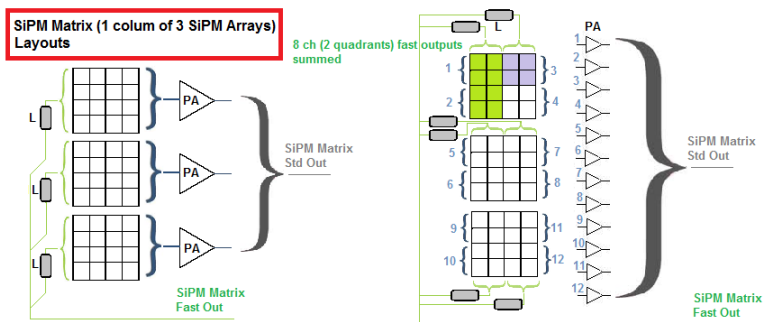 SiPM Matrix (1 colum of 3 SiPM Arrays)
Layouts
L
PA
L
PA
L
PA
SiPM Matrix
Std Out
SiPM Matrix
Fast Out
8 ch (2 quadrants) fast outputs
summed
L
PA
1
3
2
4
5
7
6
8
9
11
10
12
1
2
3
4
5
6
7
8
9
10
11
12
SiPM Matrix
Std Out
SiPM Matrix
Fast Out